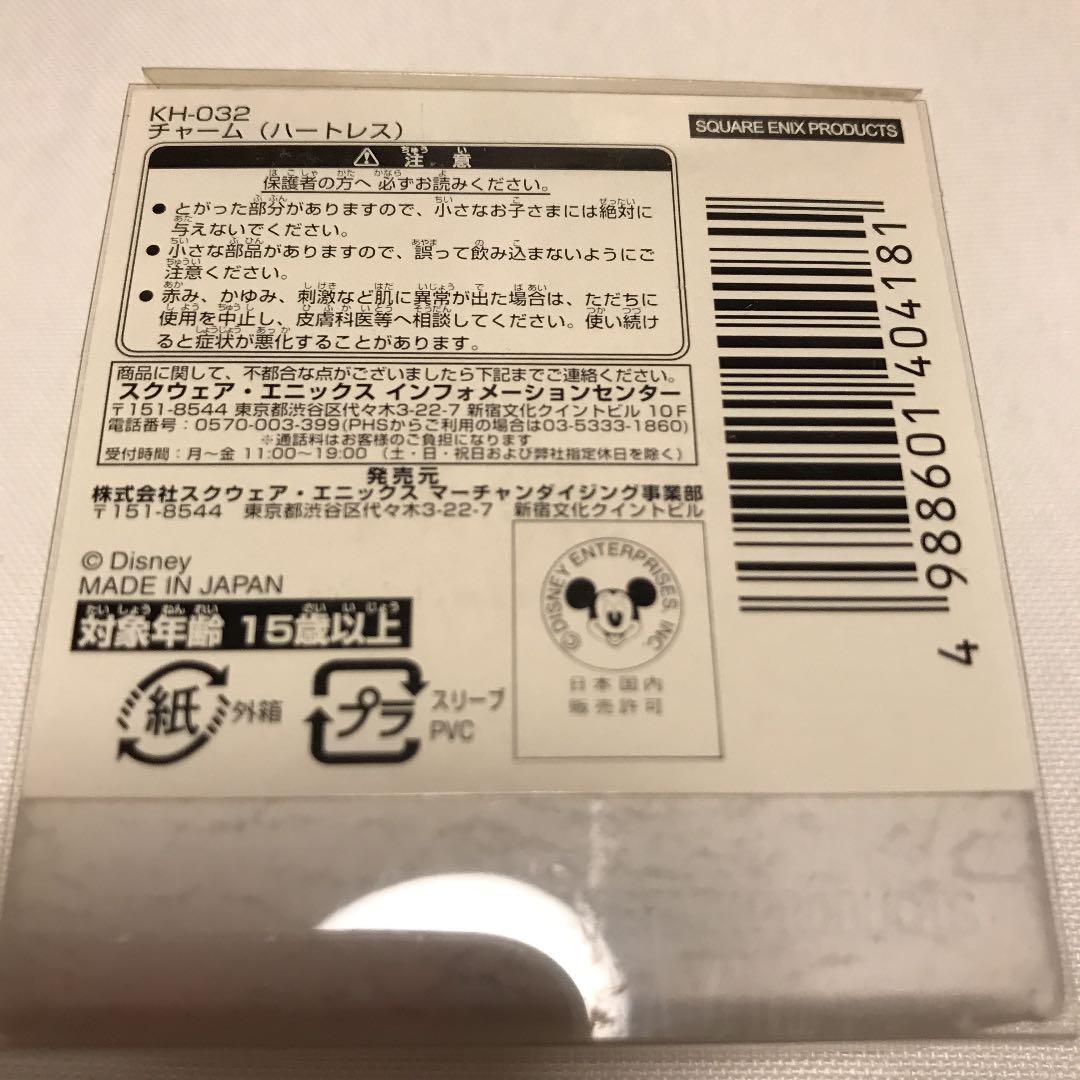 KH-032
チャーム（ハートレス）
SQUARE ENIX PRODUCTS
注 意
保護者の方へ 必ずお読みください。
● とがった部分がありますので、小さなお子さまには絶対に
与えないでください。
● 小さな部品がありますので、誤って飲み込まないようにご
注意ください。
● 赤み、かゆみ、刺激など肌に異常が出た場合は、ただちに
使用を中止し、皮膚科医等へ相談してください。使い続け
ると症状が悪化することがあります。
商品に関して、不都合な点がございましたら下記までご連絡ください。
スクウェア・エニックス インフォメーションセンター
〒151-8544 東京都渋谷区代々木3-22-7 新宿文化クイントビル 10F
電話番号：0570-003-399(PHSからご利用の場合は03-5333-1860)
※通話料はお客様のご負担になります
受付時間：月～金 11:00～19:00 （土・日・祝日および弊社指定休日を除く）
発売元
株式会社スクウェア・エニックス マーチャンダイジング事業部
〒151-8544 東京都渋谷区代々木3-22-7 新宿文化クイントビル
© Disney
MADE IN JAPAN
対象年齢 15歳以上
紙 外箱
プラ スリーブ
PVC
© DISNEY ENTERPRISES, INC.
日本国内
販売許可
4 988601 404181